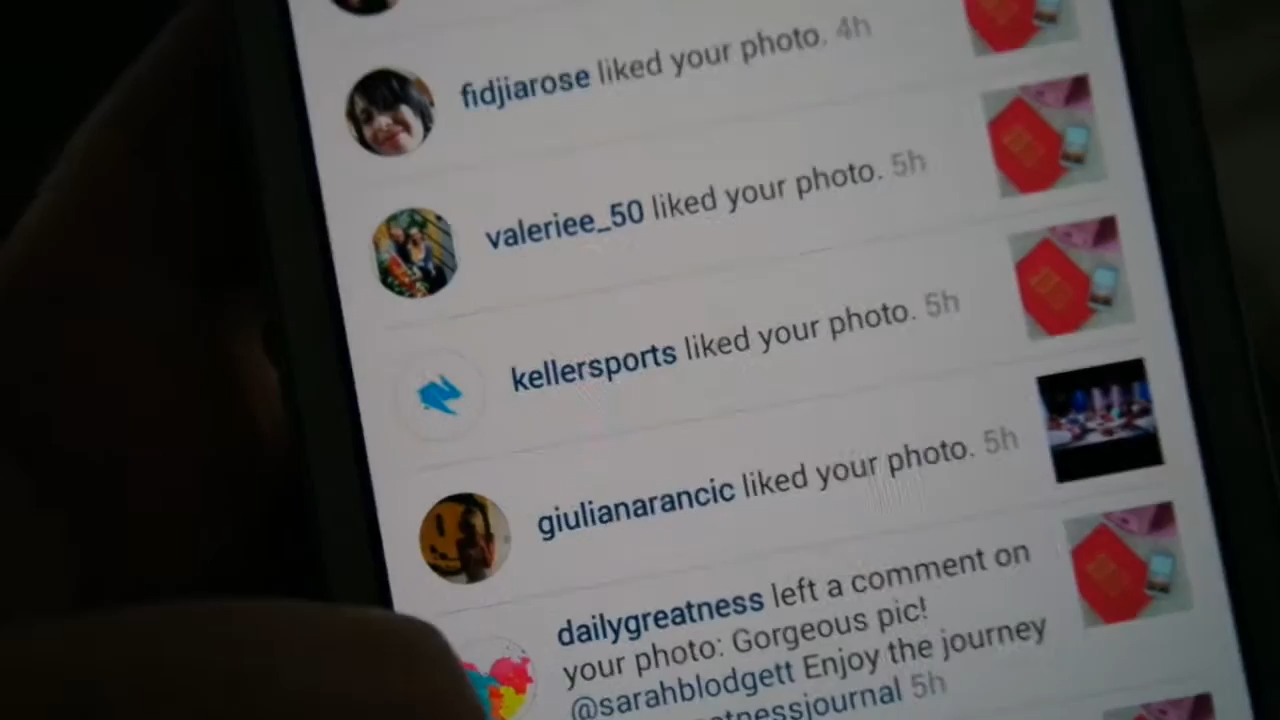 fidjiarose liked your photo. 4h
valeriee_50 liked your photo. 5h
kellersports liked your photo. 5h
giulianarancic liked your photo. 5h
dailygreatness left a comment on
your photo: Gorgeous pic!
@sarahblodgett Enjoy the journey
5h